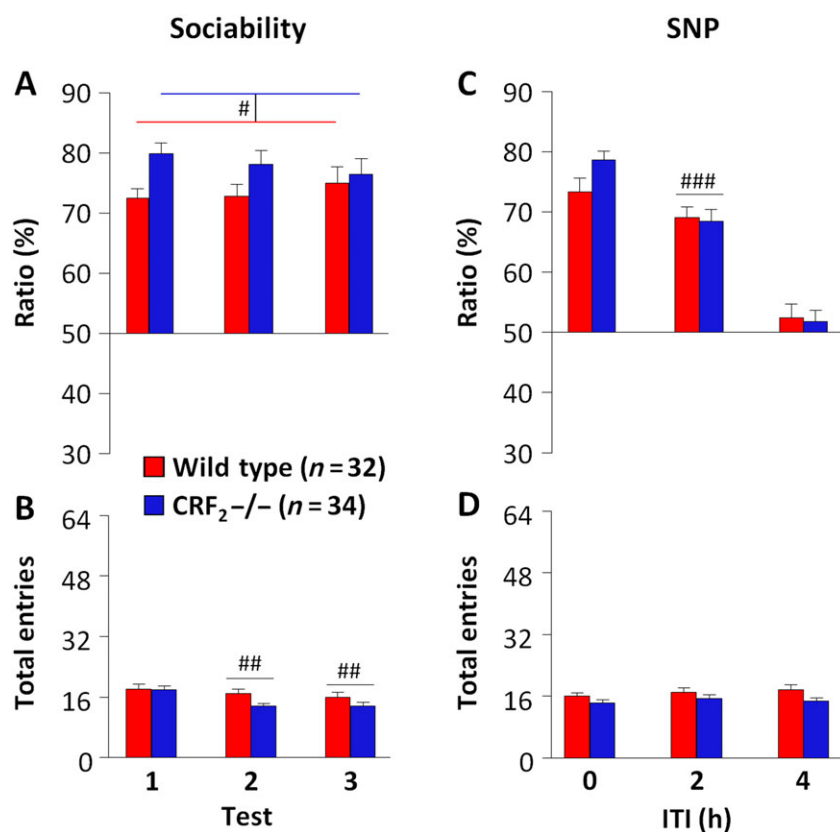 Sociability
SNP
A
Ratio (%)
90
80
70
60
50
40
30
#
C
Ratio (%)
90
80
70
60
50
40
30
###
Wild type (n = 32)
CRF₂−/− (n = 34)
B
Total entries
64
48
32
16
0
##
##
1
2
3
Test
D
Total entries
64
48
32
16
0
0
2
4
ITI (h)